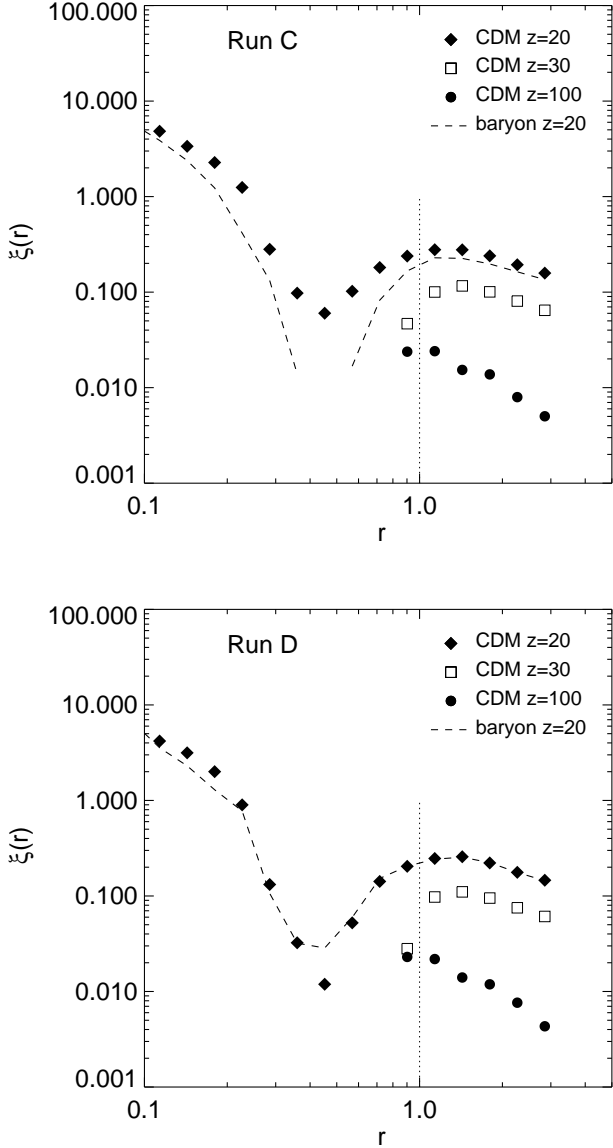 100.000
Run C
◆ CDM z=20
□ CDM z=30
● CDM z=100
baryon z=20
10.000
1.000
ξ(r)
0.100
0.010
0.001
0.1
1.0
r
100.000
Run D
◆ CDM z=20
□ CDM z=30
● CDM z=100
baryon z=20
10.000
1.000
ξ(r)
0.100
0.010
0.001
0.1
1.0
r